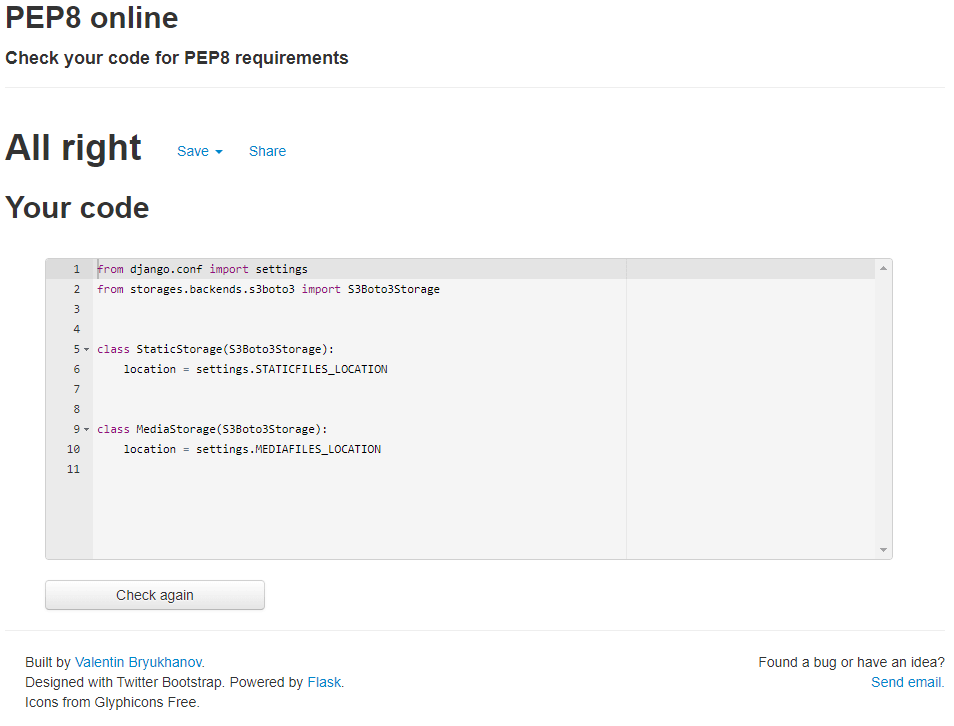 PEP8 online
Check your code for PEP8 requirements
All right Save Share
Your code
1 from django.conf import settings
2 from storages.backends.s3boto3 import S3Boto3Storage
3
4
5 class StaticStorage(S3Boto3Storage):
6     location = settings.STATICFILES_LOCATION
7
8
9 class MediaStorage(S3Boto3Storage):
10     location = settings.MEDIAFILES_LOCATION
11
Check again
Built by Valentin Bryukhanov.
Designed with Twitter Bootstrap. Powered by Flask.
Icons from Glyphicons Free.
Found a bug or have an idea?
Send email.